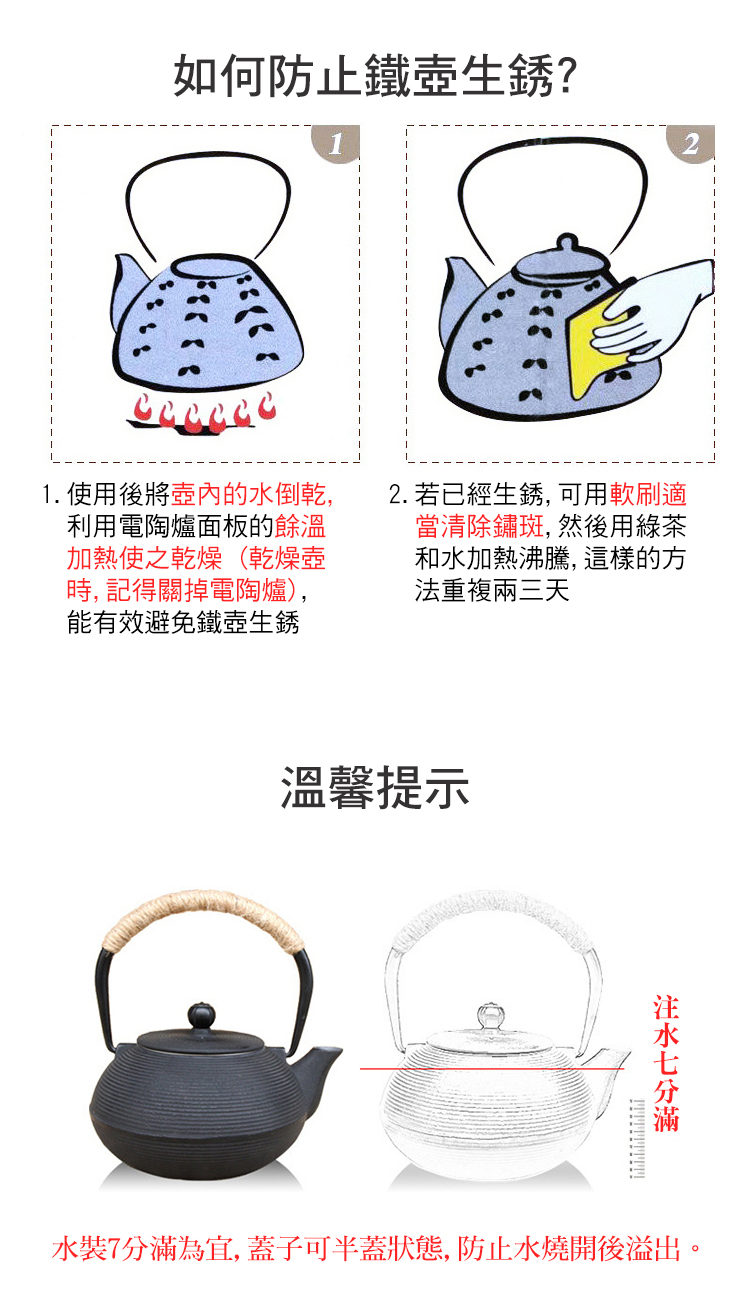 如何防止鐵壺生銹?
1
2
1. 使用後將壺內的水倒乾,
利用電陶爐面板的餘溫
加熱使之乾燥 (乾燥壺
時, 記得關掉電陶爐),
能有效避免鐵壺生銹
2. 若已經生銹, 可用軟刷適
當清除鏽斑, 然後用綠茶
和水加熱沸騰, 這樣的方
法重複兩三天
溫馨提示
注水七分滿
水裝7分滿為宜, 蓋子可半蓋狀態, 防止水燒開後溢出。